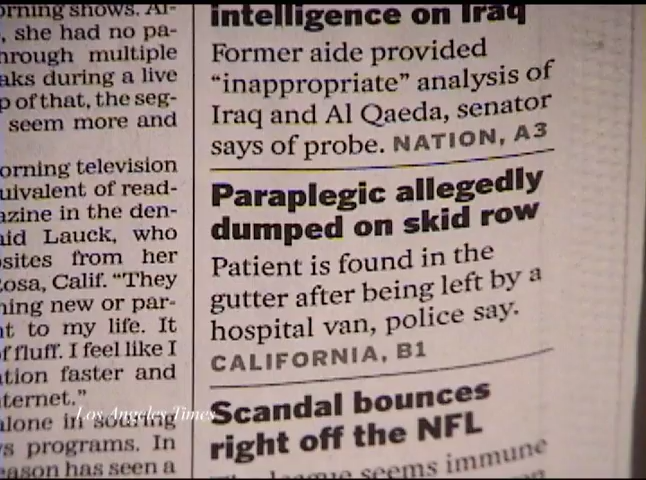 orning shows. Al-
, she had no pa-
hrough multiple
aks during a live
p of that, the seg-
seem more and
orning television
uivalent of read-
azine in the den-
aid Lauck, who
osites from her
Rosa, Calif. “They
hing new or par-
nt to my life. It
of fluff. I feel like I
ation faster and
nternet.”
alone in souring
s programs. In
eason has seen a
intelligence on Iraq
Former aide provided
“inappropriate” analysis of
Iraq and Al Qaeda, senator
says of probe. NATION, A3
Paraplegic allegedly
dumped on skid row
Patient is found in the
gutter after being left by a
hospital van, police say.
CALIFORNIA, B1
Scandal bounces
right off the NFL
The league seems immune
Los Angeles Times